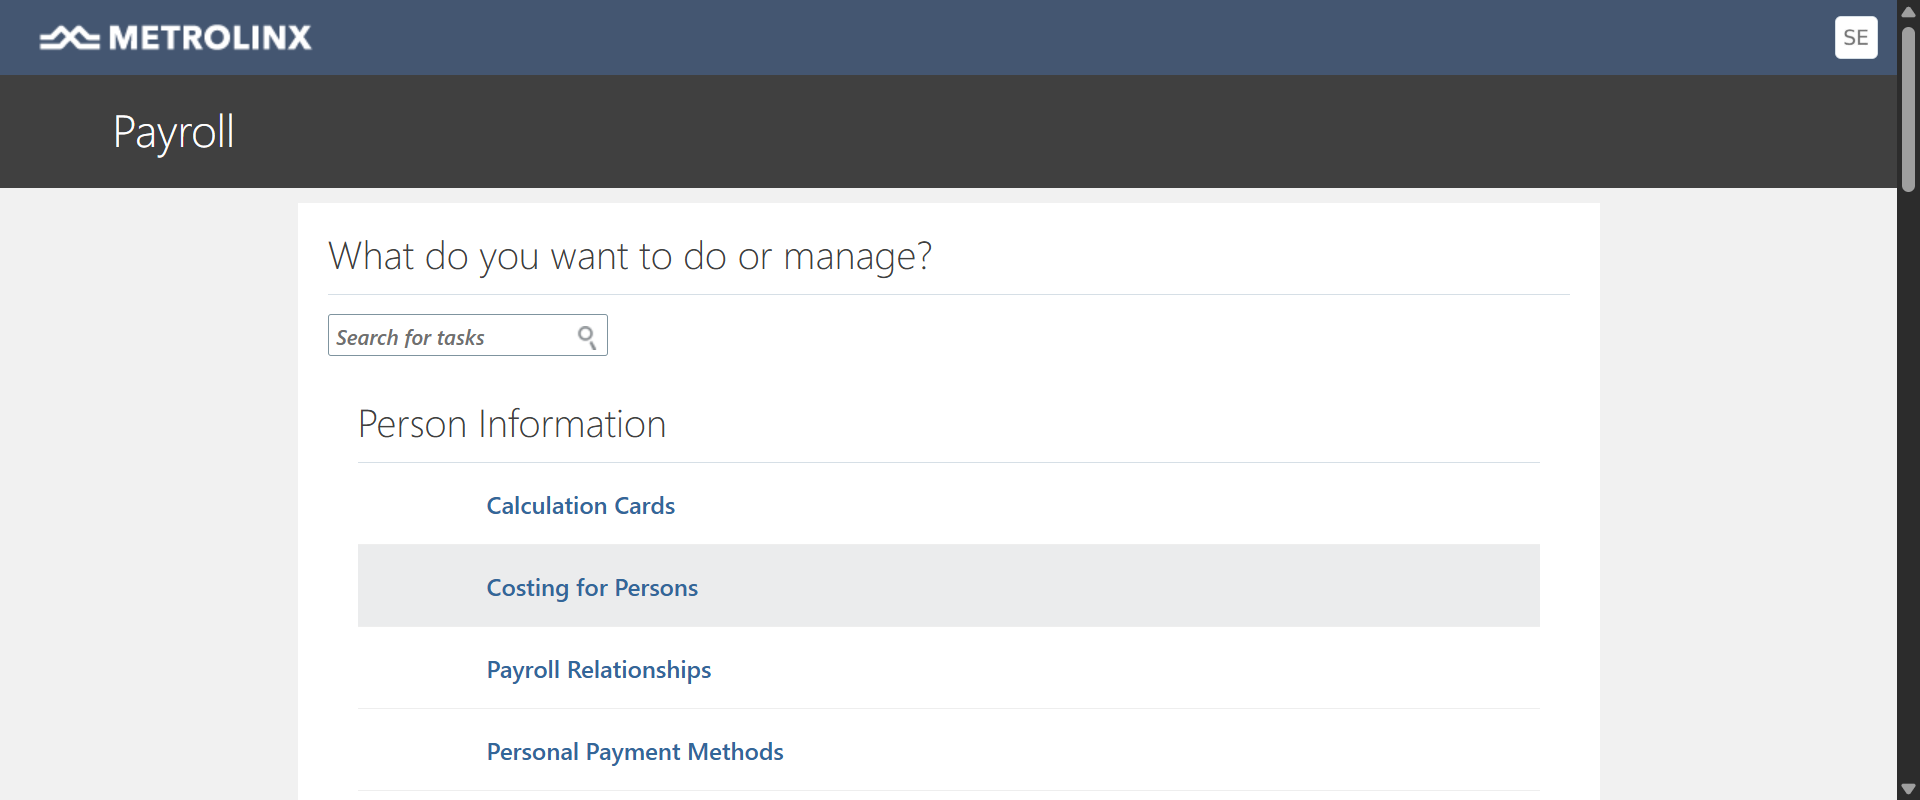 METROLINX
SE
Payroll
What do you want to do or manage?
Search for tasks
Person Information
Calculation Cards
Costing for Persons
Payroll Relationships
Personal Payment Methods